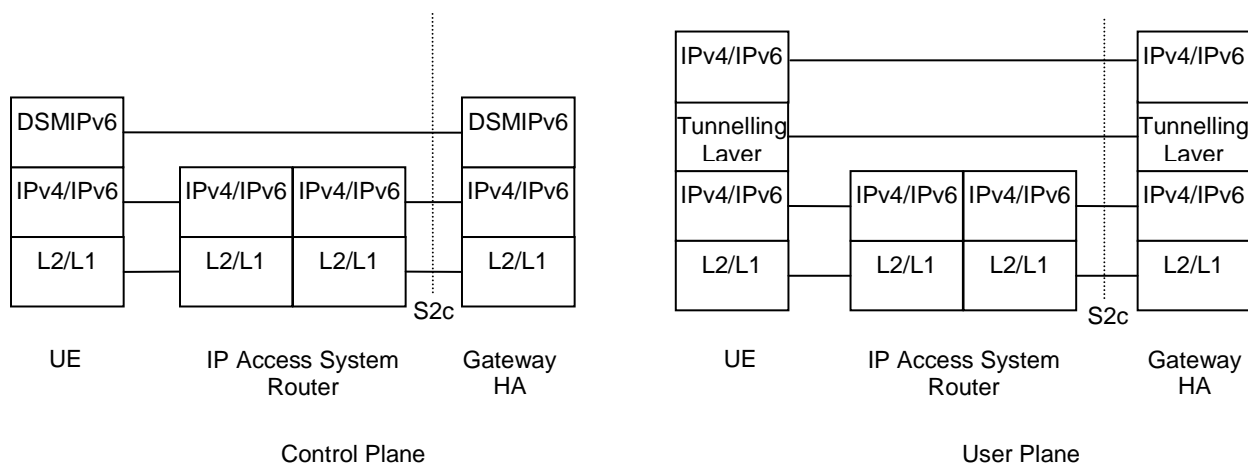 DSMIPv6
DSMIPv6
IPv4/IPv6
IPv4/IPv6
IPv4/IPv6
IPv4/IPv6
L2/L1
L2/L1
L2/L1
L2/L1
S2c
UE
IP Access System
Router
Gateway
HA
Control Plane
IPv4/IPv6
IPv4/IPv6
Tunnelling
Layer
Tunnelling
Layer
IPv4/IPv6
IPv4/IPv6
IPv4/IPv6
IPv4/IPv6
L2/L1
L2/L1
L2/L1
L2/L1
S2c
UE
IP Access System
Router
Gateway
HA
User Plane